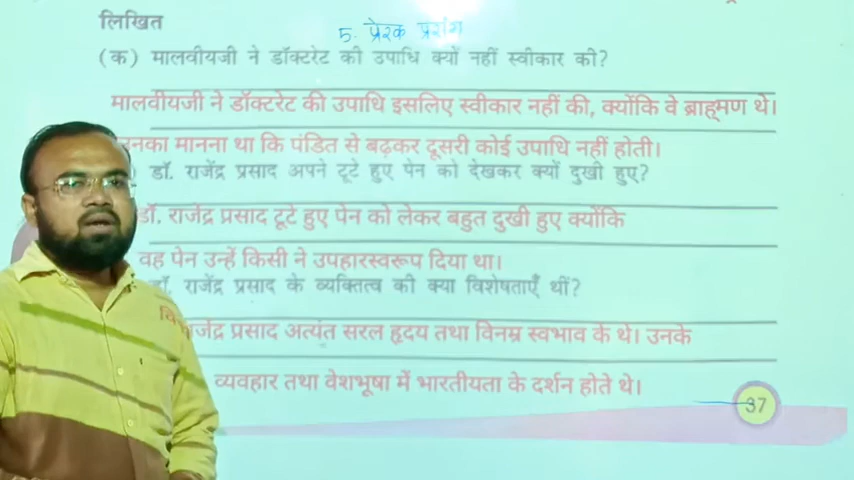 लिखित
5. प्रेरक प्रसंग
(क) मालवीयजी ने डॉक्टरेट की उपाधि क्यों नहीं स्वीकार की?
मालवीयजी ने डॉक्टरेट की उपाधि इसलिए स्वीकार नहीं की, क्योंकि वे ब्राह्मण थे।
मानना था कि पंडित से बढ़कर दूसरी कोई उपाधि नहीं होती।
डॉ. राजेंद्र प्रसाद अपने टूटे हुए पेन को देखकर क्यों दुखी हुए?
डॉ. राजेंद्र प्रसाद टूटे हुए पेन को लेकर बहुत दुखी हुए क्योंकि
वह पेन उन्हें किसी ने उपहारस्वरूप दिया था।
राजेंद्र प्रसाद के व्यक्तित्व की क्या विशेषताएँ थीं?
प्रसाद अत्यंत सरल हृदय तथा विनम्र स्वभाव के थे। उनके
व्यवहार तथा वेशभूषा में भारतीयता के दर्शन होते थे।
37